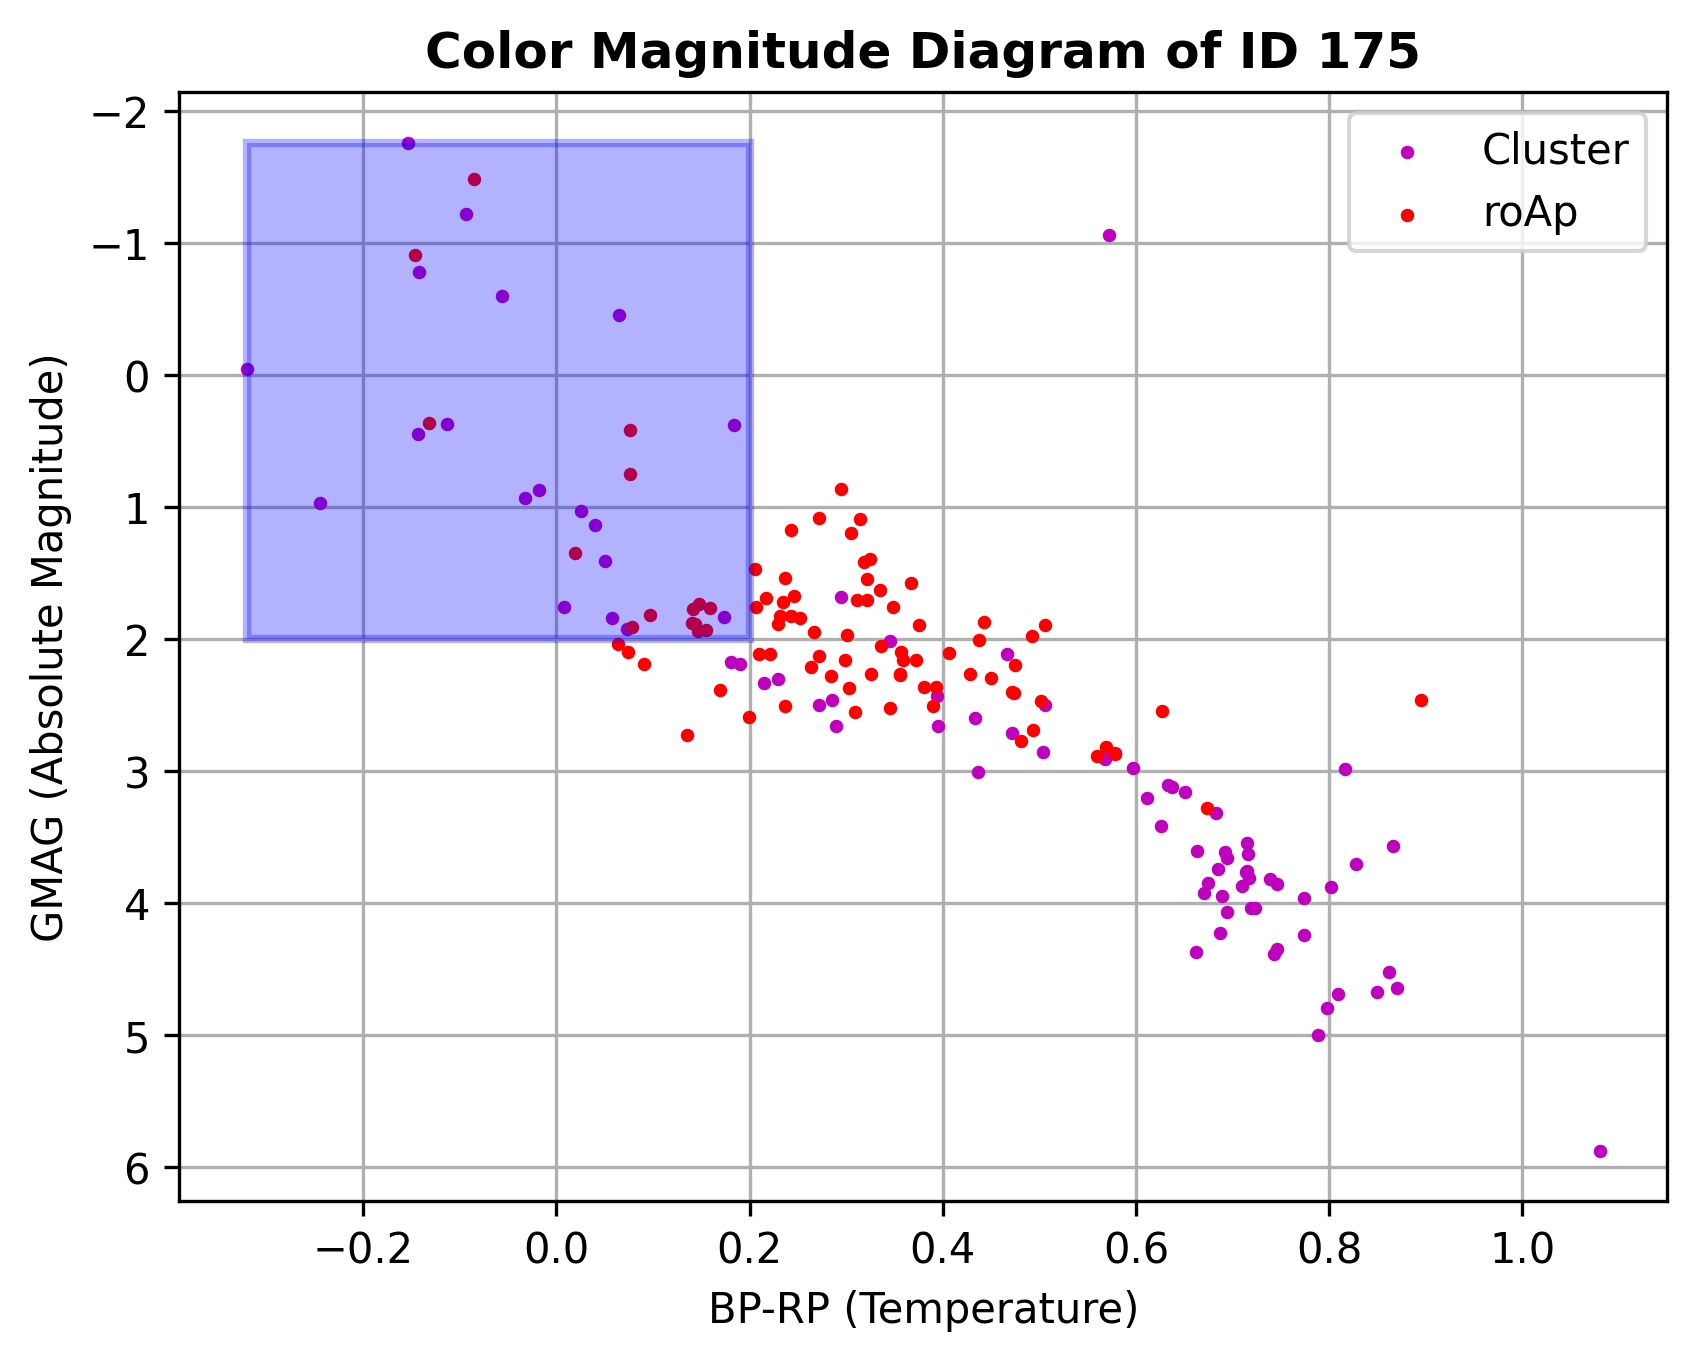 Color Magnitude Diagram of ID 175
Cluster
roAp
−2
−1
0
1
2
3
4
5
6
GMAG (Absolute Magnitude)
−0.2 0.0 0.2 0.4 0.6 0.8 1.0
BP-RP (Temperature)